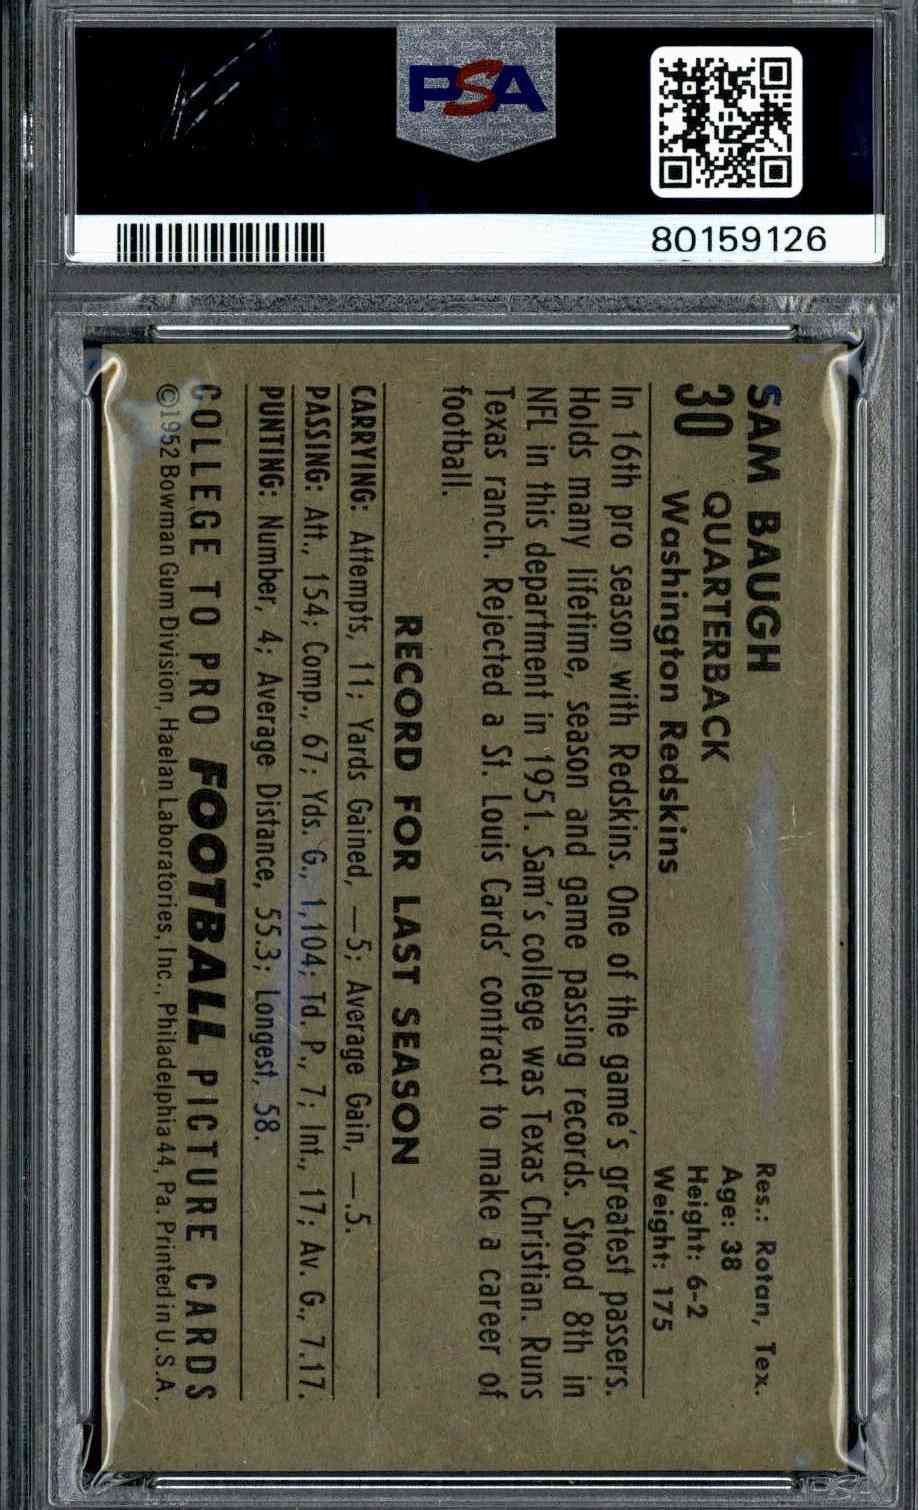 PSA
80159126
SAM BAUGH
30 QUARTERBACK
Washington Redskins
Res.: Rotan, Tex.
Age: 38
Height: 6-2
Weight: 175
In 16th pro season with Redskins. One of the game's greatest passers.
Holds many lifetime, season and game passing records. Stood 8th in
NFL in this department in 1951. Sam's college was Texas Christian. Runs
Texas ranch. Rejected a St. Louis Cards' contract to make a career of
football.
RECORD FOR LAST SEASON
CARRYING: Attempts, 11; Yards Gained, —5; Average Gain, —.5.
PASSING: Att., 154; Comp., 67; Yds. G., 1,104; Td. P., 7; Int., 17; Av. G., 7.17.
PUNTING: Number, 4; Average Distance, 55.3; Longest, 58.
COLLEGE TO PRO FOOTBALL PICTURE CARDS
©1952 Bowman Gum Division, Haelan Laboratories, Inc., Philadelphia 44, Pa. Printed in U.S.A.